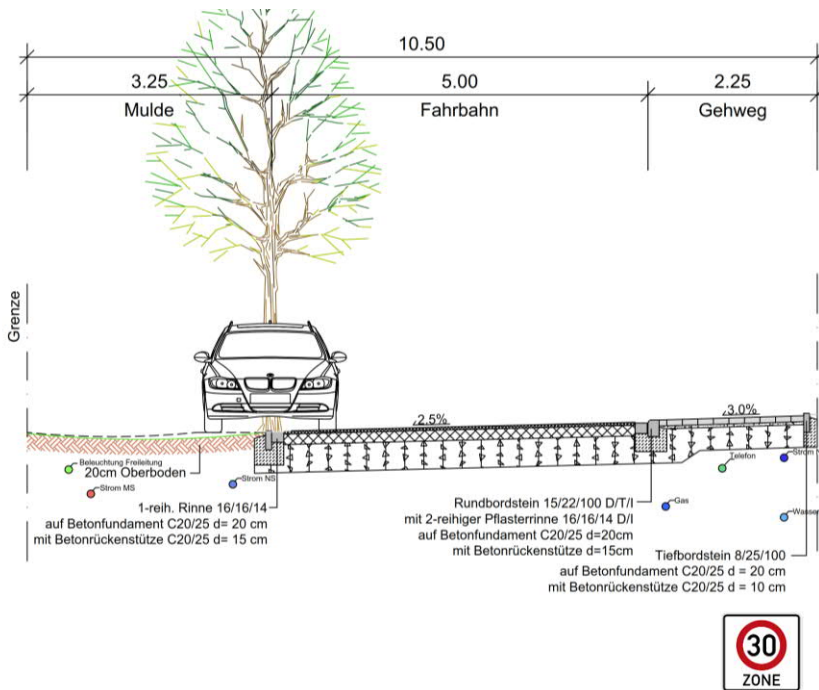 10.50
3.25
5.00
2.25
Mulde
Fahrbahn
Gehweg
Grenze
2.5%
3.0%
Beleuchtung Freileitung
20cm Oberboden
Strom MS
Strom NS
Telefon
Strom
Gas
Wasser
1-reih. Rinne 16/16/14
auf Betonfundament C20/25 d= 20 cm
mit Betonrückenstütze C20/25 d= 15 cm
Rundbordstein 15/22/100 D/T/I
mit 2-reihiger Pflasterrinne 16/16/14 D/I
auf Betonfundament C20/25 d=20cm
mit Betonrückenstütze d=15cm
Tiefbordstein 8/25/100
auf Betonfundament C20/25 d = 20 cm
mit Betonrückenstütze C20/25 d = 10 cm
30
ZONE